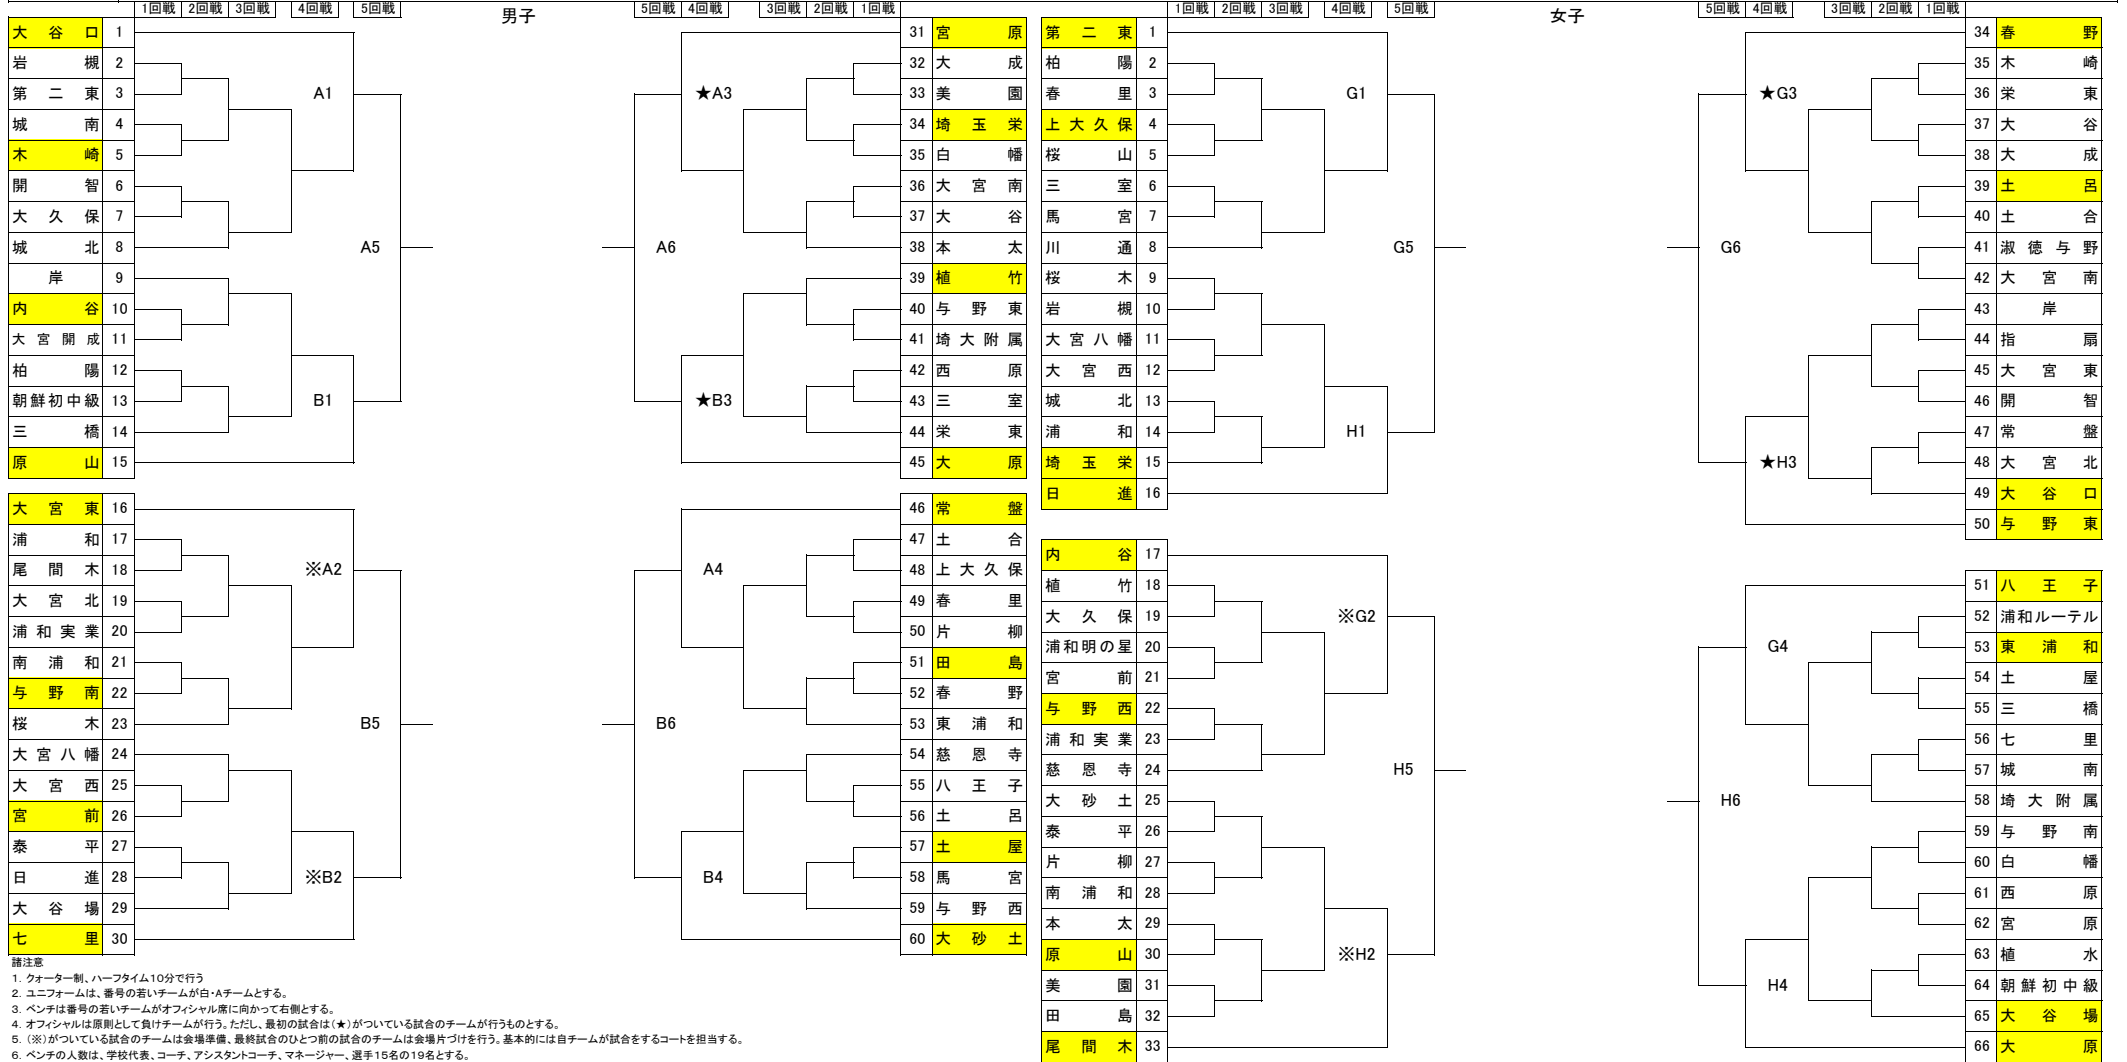 1回戦 2回戦 3回戦 4回戦 5回戦 男子 5回戦 4回戦 3回戦 2回戦 1回戦
大谷口 1
岩槻 2
第二東 3
城南 4
木崎 5
開智 6
大久保 7
城北 8
岸 9
内谷 10
大宮開成 11
柏陽 12
朝鮮初中級 13
三橋 14
原山 15
A1
A5
B1
大宮東 16
浦和 17
尾間木 18
大宮北 19
浦和実業 20
南浦和 21
与野南 22
桜木 23
大宮八幡 24
大宮西 25
宮前 26
泰平 27
日進 28
大谷場 29
七里 30
※A2
B5
※B2
31 宮原
32 大成
33 美園
34 埼玉栄
35 白幡
36 大宮南
37 大谷
38 本太
39 植竹
40 与野東
41 埼大附属
42 西原
43 三室
44 栄東
45 大原
★A3
A6
★B3
46 常盤
47 土合
48 上大久保
49 春里
50 片柳
51 田島
52 春野
53 東浦和
54 慈恩寺
55 八王子
56 土呂
57 土屋
58 馬宮
59 与野西
60 大砂土
A4
B6
B4
1回戦 2回戦 3回戦 4回戦 5回戦 女子 5回戦 4回戦 3回戦 2回戦 1回戦
第二東 1
柏陽 2
春里 3
上大久保 4
桜山 5
三室 6
馬宮 7
川通 8
桜木 9
岩槻 10
大宮八幡 11
大宮西 12
城北 13
浦和 14
埼玉栄 15
日進 16
G1
G5
H1
内谷 17
植竹 18
大久保 19
浦和明の星 20
宮前 21
与野西 22
浦和実業 23
慈恩寺 24
大砂土 25
泰平 26
片柳 27
南浦和 28
本太 29
原山 30
美園 31
田島 32
尾間木 33
※G2
H5
※H2
34 春野
35 木崎
36 栄東
37 大谷
38 大成
39 土呂
40 土合
41 淑徳与野
42 大宮南
43 岸
44 指扇
45 大宮東
46 開智
47 常盤
48 大宮北
49 大谷口
50 与野東
★G3
G6
★H3
51 八王子
52 浦和ルーテル
53 東浦和
54 土屋
55 三橋
56 七里
57 城南
58 埼大附属
59 与野南
60 白幡
61 西原
62 宮原
63 植水
64 朝鮮初中級
65 大谷場
66 大原
G4
H6
H4
諸注意
1. クォーター制、ハーフタイム10分で行う
2. ユニフォームは、番号の若いチームが白・Aチームとする。
3. ベンチは番号の若いチームがオフィシャル席に向かって右側とする。
4. オフィシャルは原則として負けチームが行う。ただし、最初の試合は(★)がついている試合のチームが行うものとする。
5. (※)がついている試合のチームは会場準備、最終試合のひとつ前の試合のチームは会場片づけを行う。基本的には自チームが試合をするコートを担当する。
6. ベンチの人数は、学校代表、コーチ、アシスタントコーチ、マネージャー、選手15名の19名とする。